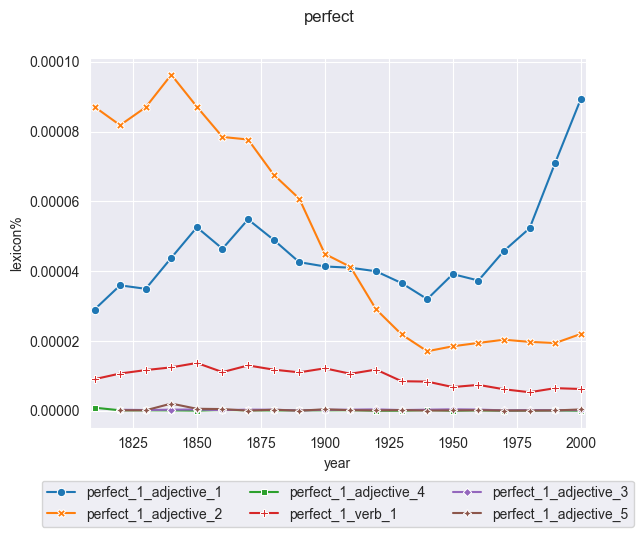 perfect
0.00010
0.00008
0.00006
0.00004
0.00002
0.00000
lexicon%
1825 1850 1875 1900 1925 1950 1975 2000
year
perfect_1_adjective_1 perfect_1_adjective_4 perfect_1_adjective_3
perfect_1_adjective_2 perfect_1_verb_1 perfect_1_adjective_5